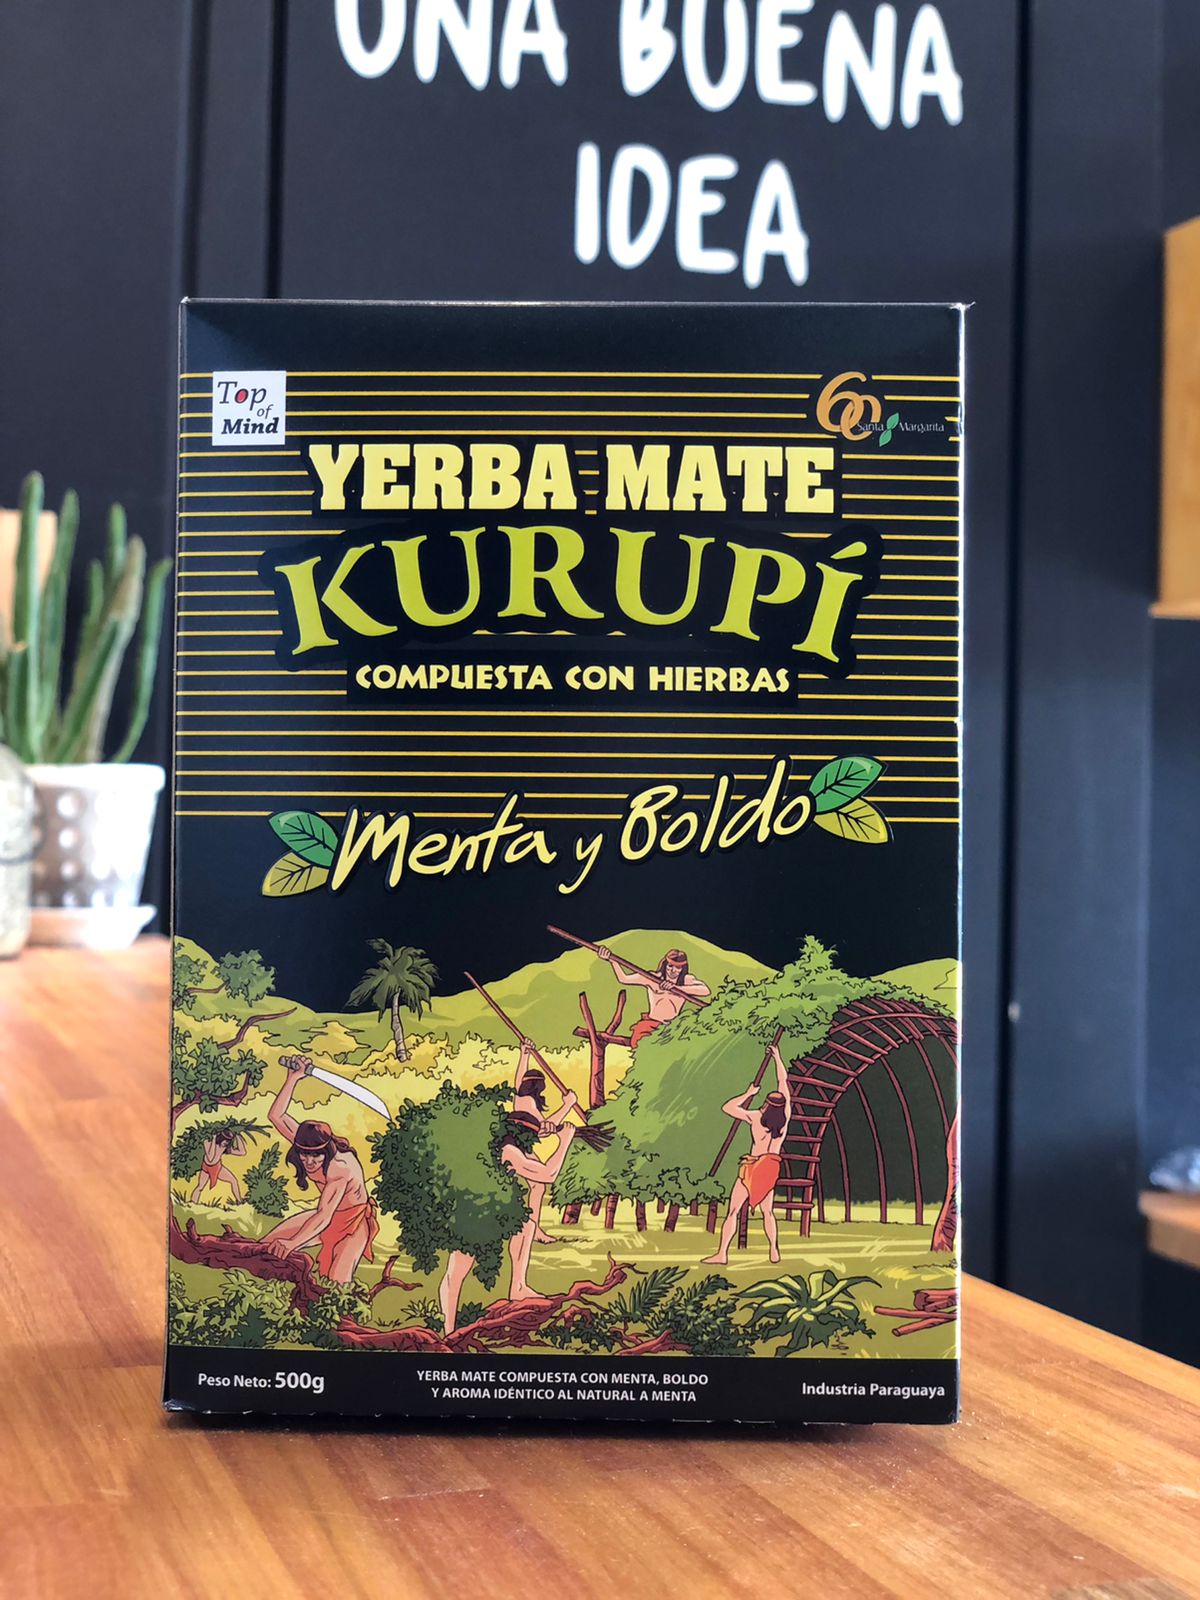 UNA BUENA
IDEA
Top
of
Mind
60
Santa Margarita
YERBA MATE
KURUPÍ
COMPUESTA CON HIERBAS
Menta y Boldo
Peso Neto: 500g
YERBA MATE COMPUESTA CON MENTA, BOLDO
Y AROMA IDÉNTICO AL NATURAL A MENTA
Industria Paraguaya